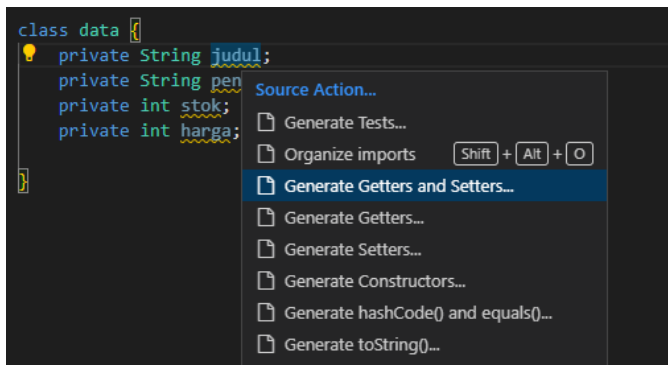 class data {
private String judul;
private String pen
private int stok;
private int harga;
}
Source Action...
Generate Tests...
Organize imports Shift + Alt + O
Generate Getters and Setters...
Generate Getters...
Generate Setters...
Generate Constructors...
Generate hashCode() and equals()...
Generate toString()...